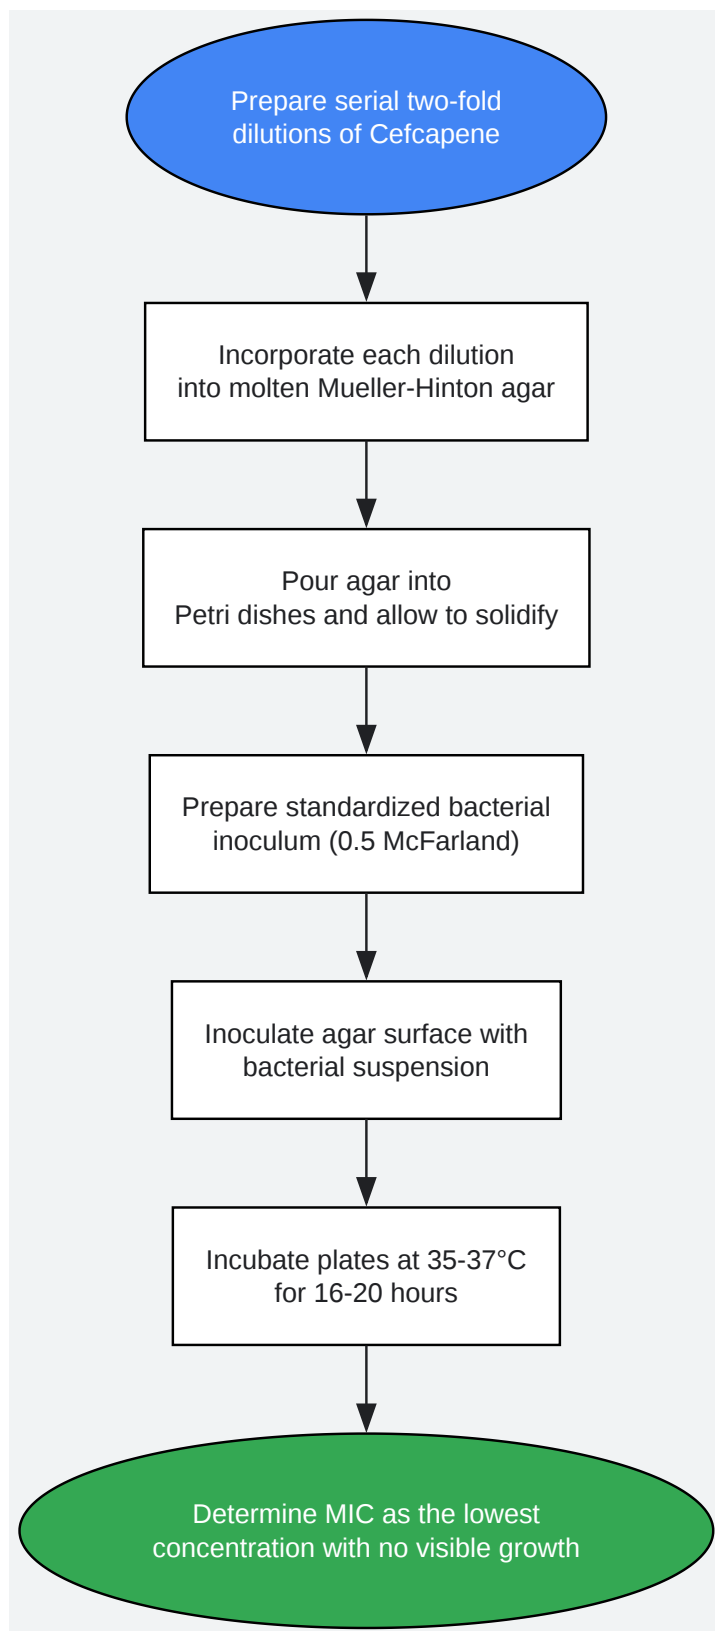 Prepare serial two-fold
dilutions of Cefcapene
Incorporate each dilution
into molten Mueller-Hinton agar
Pour agar into
Petri dishes and allow to solidify
Prepare standardized bacterial
inoculum (0.5 McFarland)
Inoculate agar surface with
bacterial suspension
Incubate plates at 35-37°C
for 16-20 hours
Determine MIC as the lowest
concentration with no visible growth